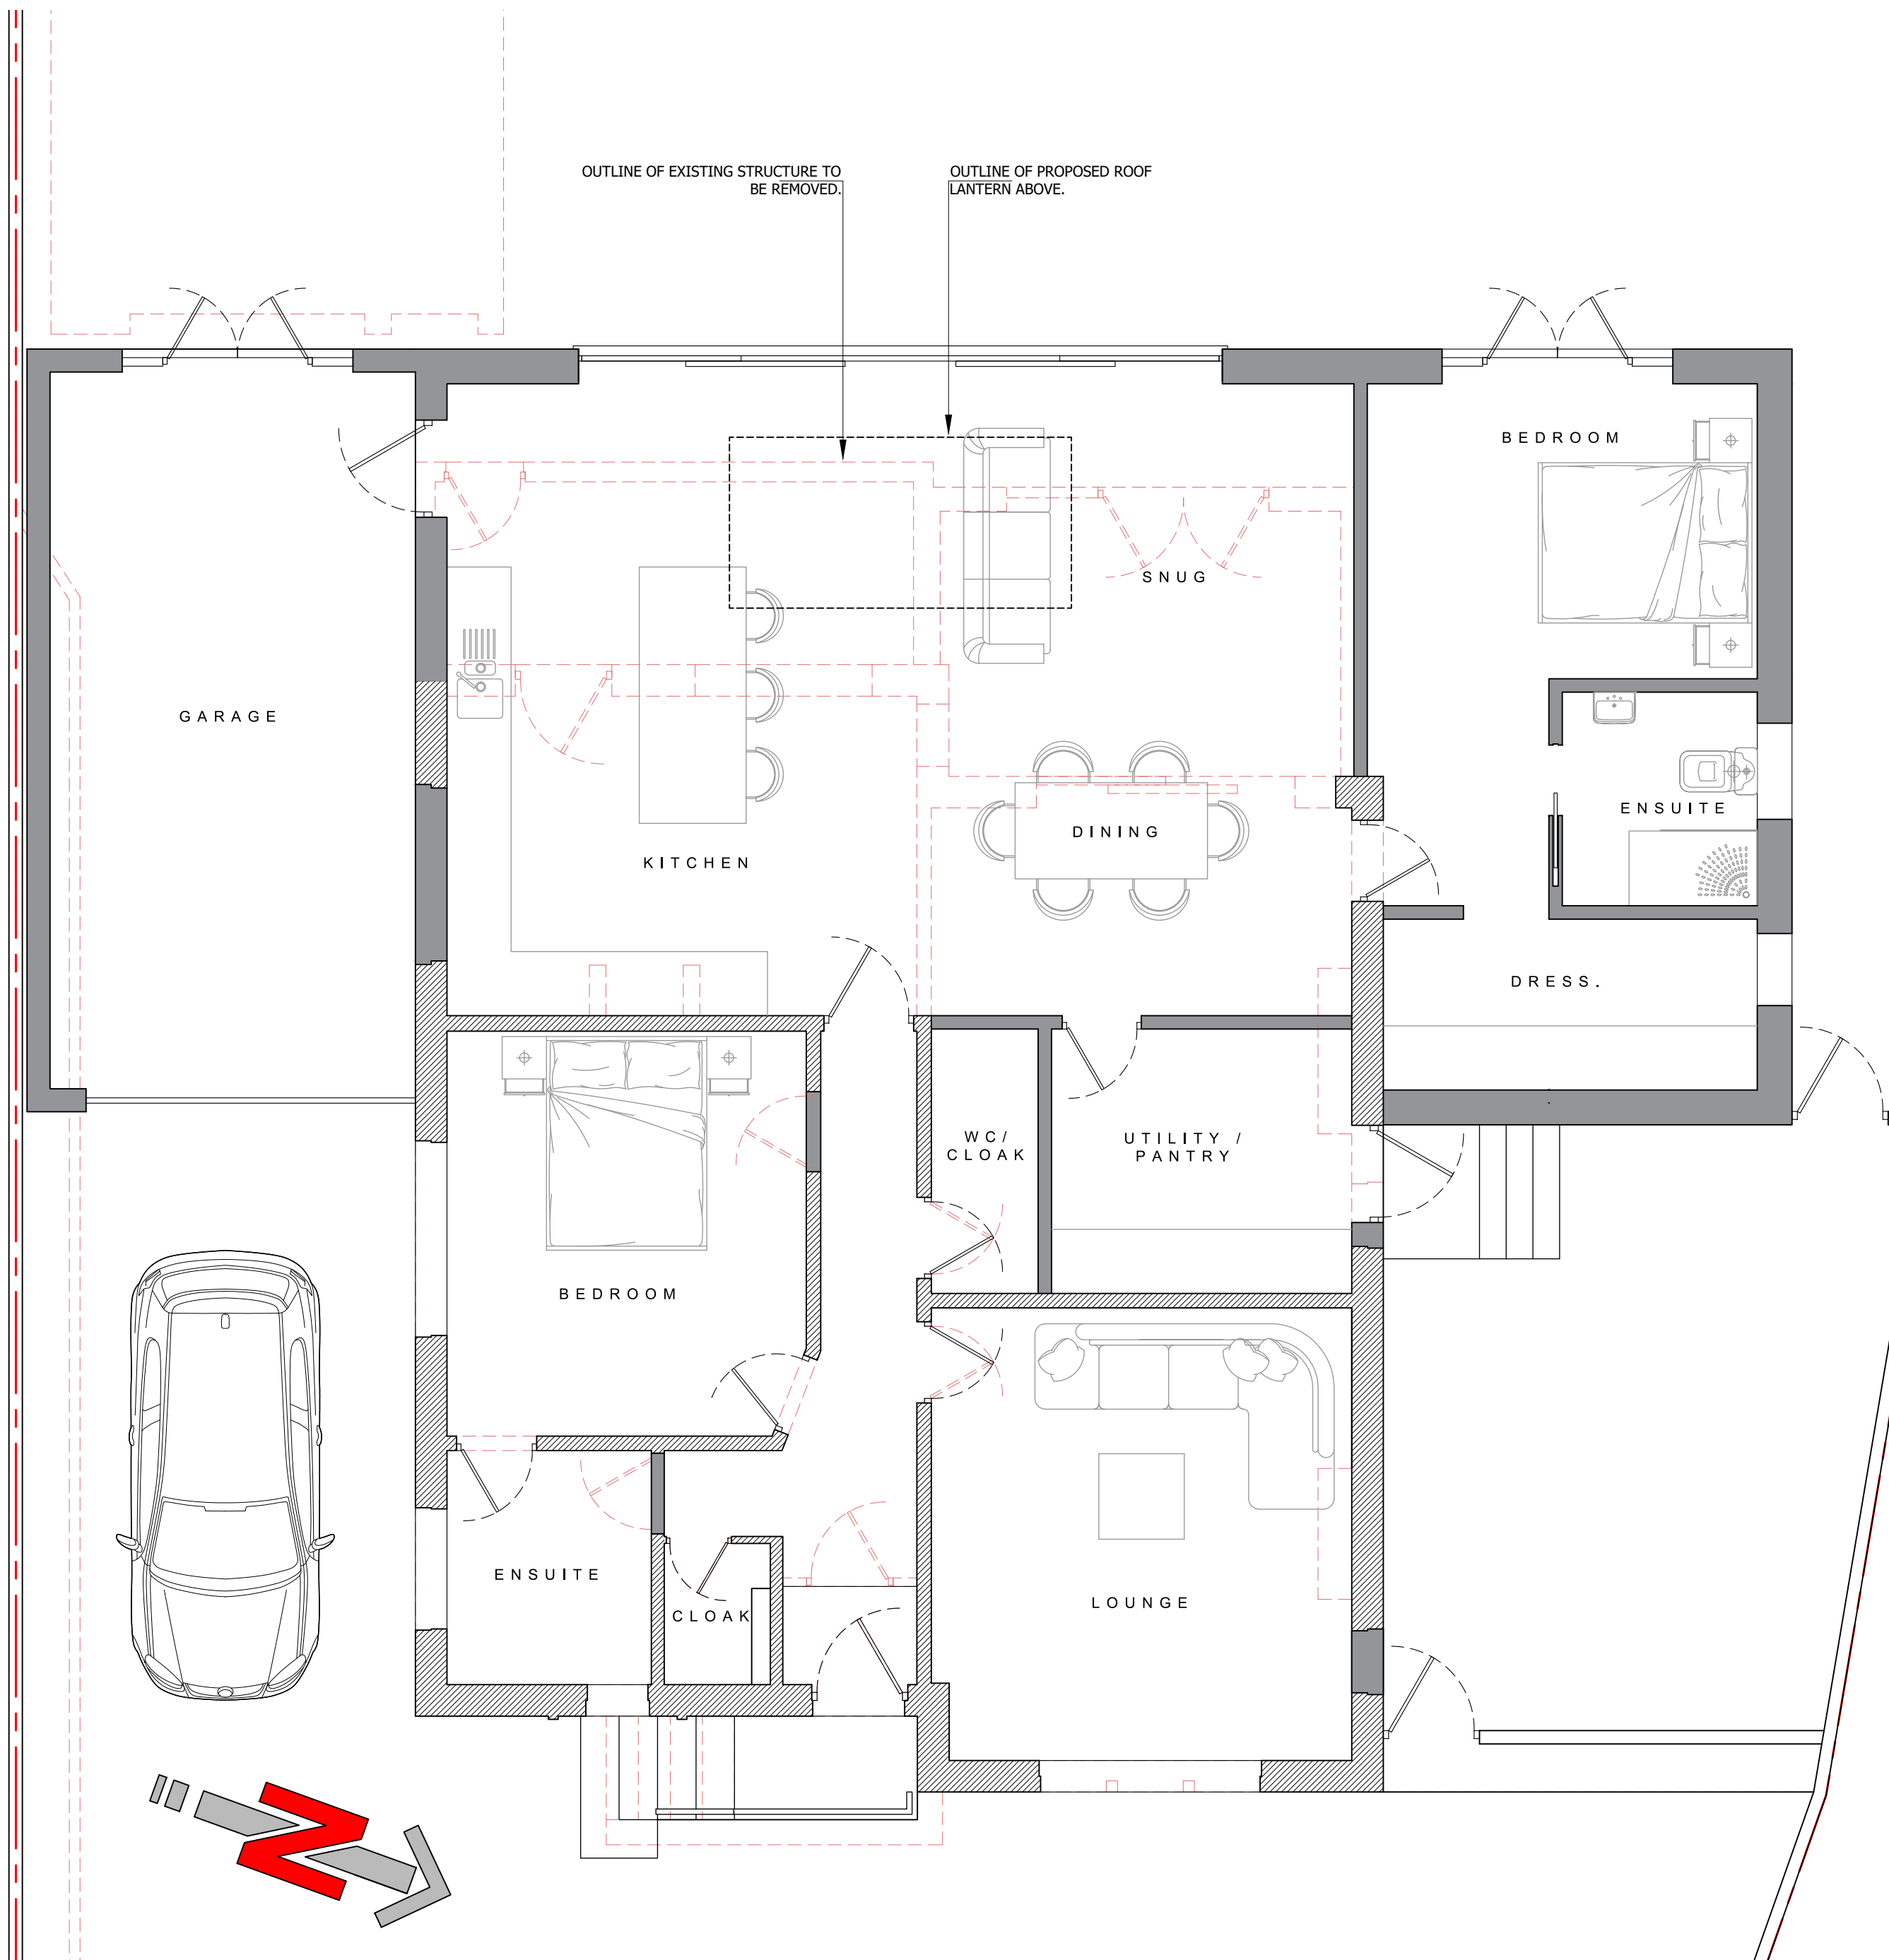 OUTLINE OF EXISTING STRUCTURE TO
BE REMOVED.
OUTLINE OF PROPOSED ROOF
LANTERN ABOVE.
BEDROOM
SNUG
GARAGE
ENSUITE
DINING
KITCHEN
DRESS.
WC/
CLOAK
UTILITY /
PANTRY
BEDROOM
ENSUITE
CLOAK
LOUNGE
N